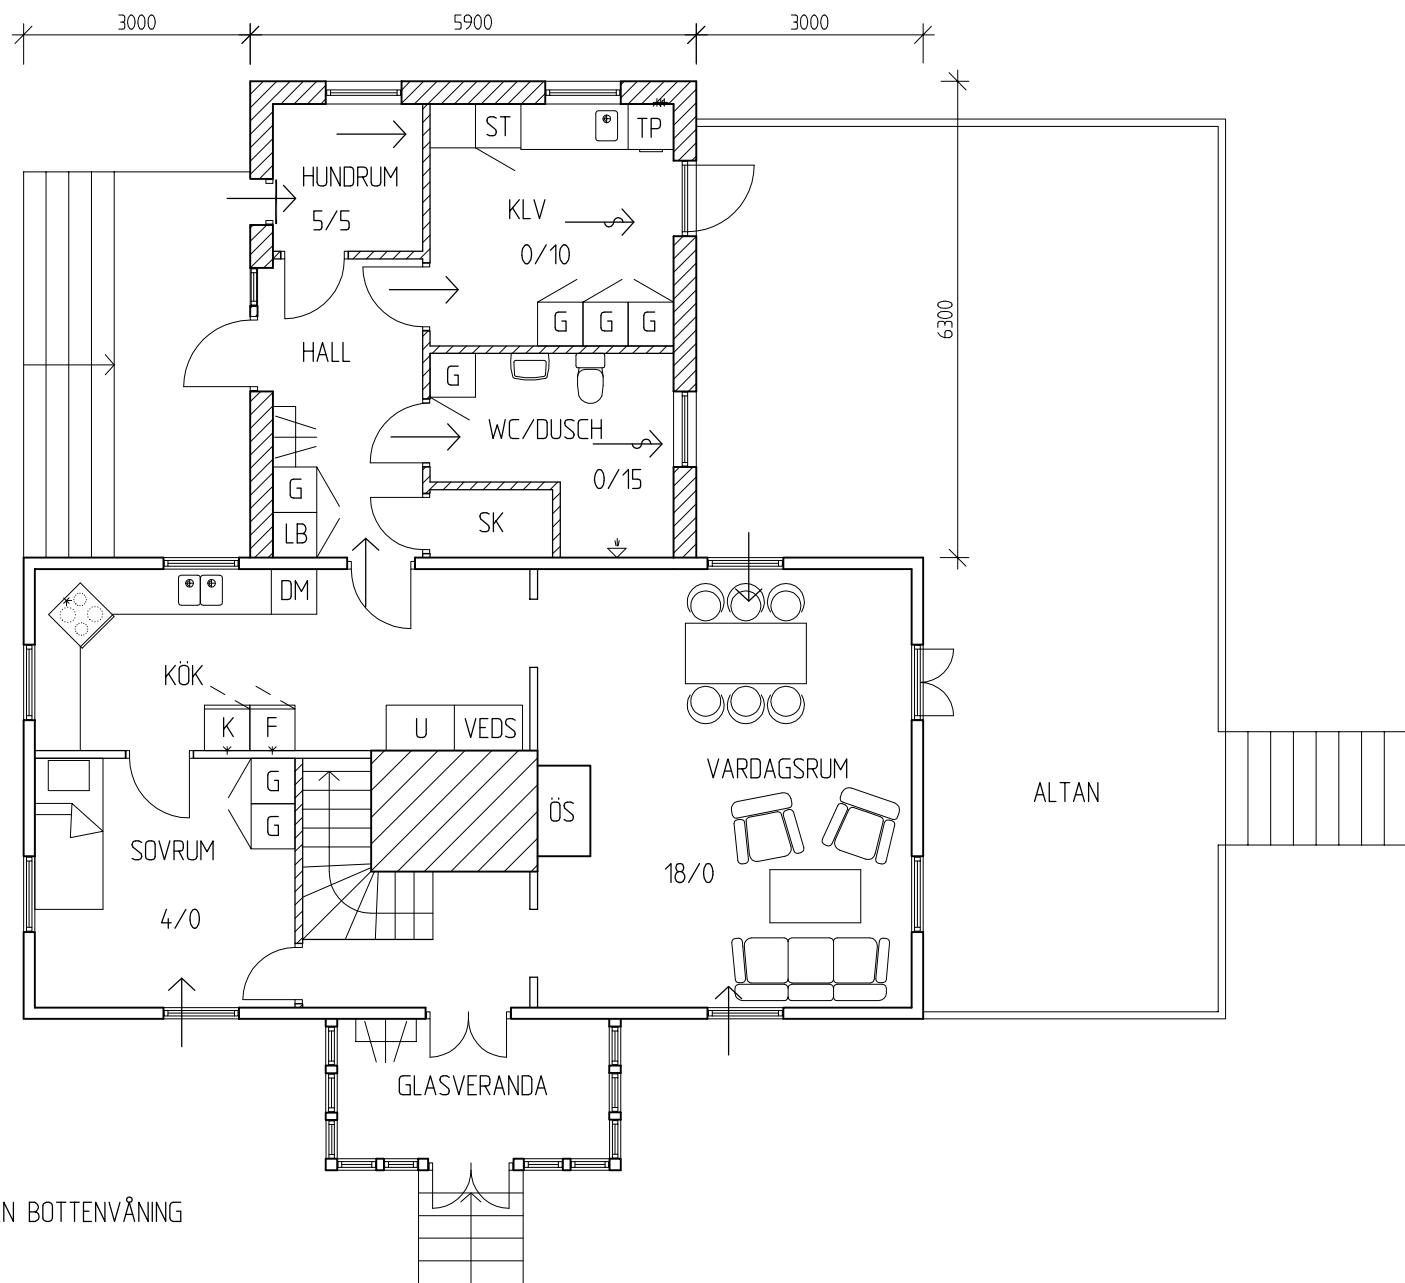 3000
5900
3000
ST
TP
HUNDRUM
5/5
KLV
0/10
6300
G
G
G
HALL
G
WC/DUSCH
0/15
G
LB
SK
DM
KÖK
K
F
U
VEDS
VARDAGSRUM
ALTAN
G
G
ÖS
SOVRUM
18/0
4/0
GLASVERANDA
N BOTTENVÅNING